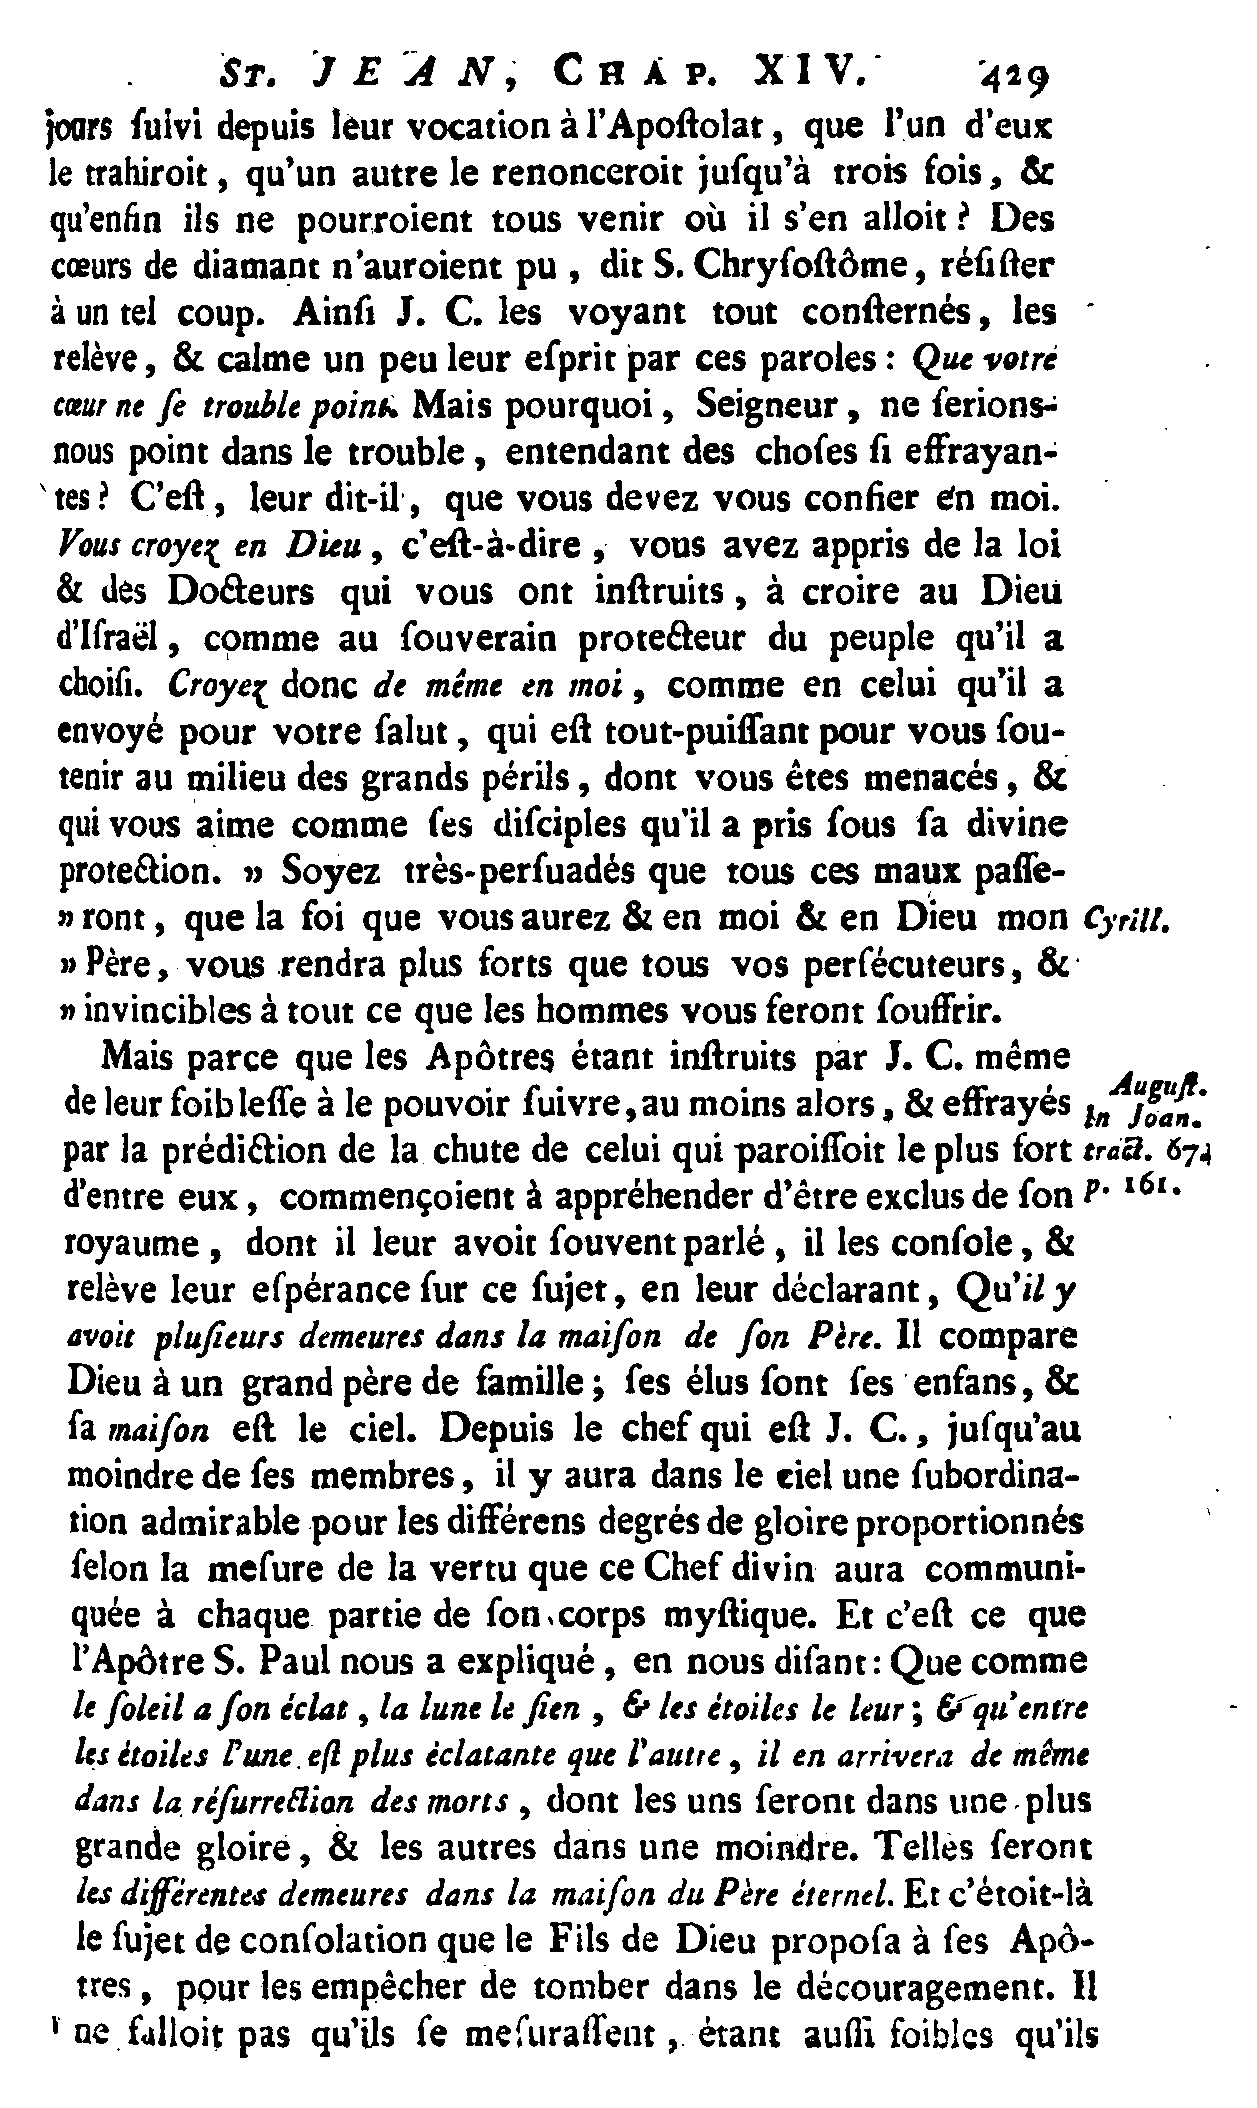 ST. JEAN, CHAP. XIV. 429
jours ſuivi depuis leur vocation à l'Apoſtolat, que l'un d'eux
le trahiroit, qu'un autre le renonceroit juſqu'à trois fois, &
qu'enfin ils ne pourroient tous venir où il s'en alloit? Des
cœurs de diamant n'auroient pu, dit S. Chryſoſtôme, réſiſter
à un tel coup. Ainſi J. C. les voyant tout conſternés, les
relève, & calme un peu leur eſprit par ces paroles: Que votre
cœur ne ſe trouble point. Mais pourquoi, Seigneur, ne ſerions-
nous point dans le trouble, entendant des choſes ſi effrayan-
tes? C'eſt, leur dit-il, que vous devez vous confier en moi.
Vous croyez en Dieu, c'eſt-à-dire, vous avez appris de la loi
& des Docteurs qui vous ont inſtruits, à croire au Dieu
d'Iſraël, comme au ſouverain protecteur du peuple qu'il a
choiſi. Croyez donc de même en moi, comme en celui qu'il a
envoyé pour votre ſalut, qui eſt tout-puiſſant pour vous ſou-
tenir au milieu des grands périls, dont vous êtes menacés, &
qui vous aime comme ſes diſciples qu'il a pris ſous ſa divine
protection. » Soyez très-perſuadés que tous ces maux paſſe-
» ront, que la foi que vous aurez & en moi & en Dieu mon
Cyrill.
» Père, vous rendra plus forts que tous vos perſécuteurs, &
» invincibles à tout ce que les hommes vous feront ſouffrir.
Mais parce que les Apôtres étant inſtruits par J. C. même
de leur foibleſſe à le pouvoir ſuivre, au moins alors, & effrayés
par la prédiction de la chute de celui qui paroiſſoit le plus fort
d'entre eux, commençoient à appréhender d'être exclus de ſon
Auguſt.
in Joan.
tract. 67.
p. 161.
royaume, dont il leur avoit ſouvent parlé, il les conſole, &
relève leur eſpérance ſur ce ſujet, en leur déclarant, Qu'il y
avoit pluſieurs demeures dans la maiſon de ſon Père. Il compare
Dieu à un grand père de famille; ſes élus ſont ſes enfans, &
ſa maiſon eſt le ciel. Depuis le chef qui eſt J. C., juſqu'au
moindre de ſes membres, il y aura dans le ciel une ſubordina-
tion admirable pour les différens degrés de gloire proportionnés
ſelon la meſure de la vertu que ce Chef divin aura communi-
quée à chaque partie de ſon corps myſtique. Et c'eſt ce que
l'Apôtre S. Paul nous a expliqué, en nous diſant: Que comme
le ſoleil a ſon éclat, la lune le ſien, & les étoiles le leur; & qu'entre
les étoiles l'une eſt plus éclatante que l'autre, il en arrivera de même
dans la réſurrection des morts, dont les uns ſeront dans une plus
grande gloire, & les autres dans une moindre. Telles ſeront
les différentes demeures dans la maiſon du Père éternel. Et c'étoit-là
le ſujet de conſolation que le Fils de Dieu propoſa à ſes Apô-
tres, pour les empêcher de tomber dans le découragement. Il
ne falloit pas qu'ils ſe meſuraſſent, étant auſſi foibles qu'ils